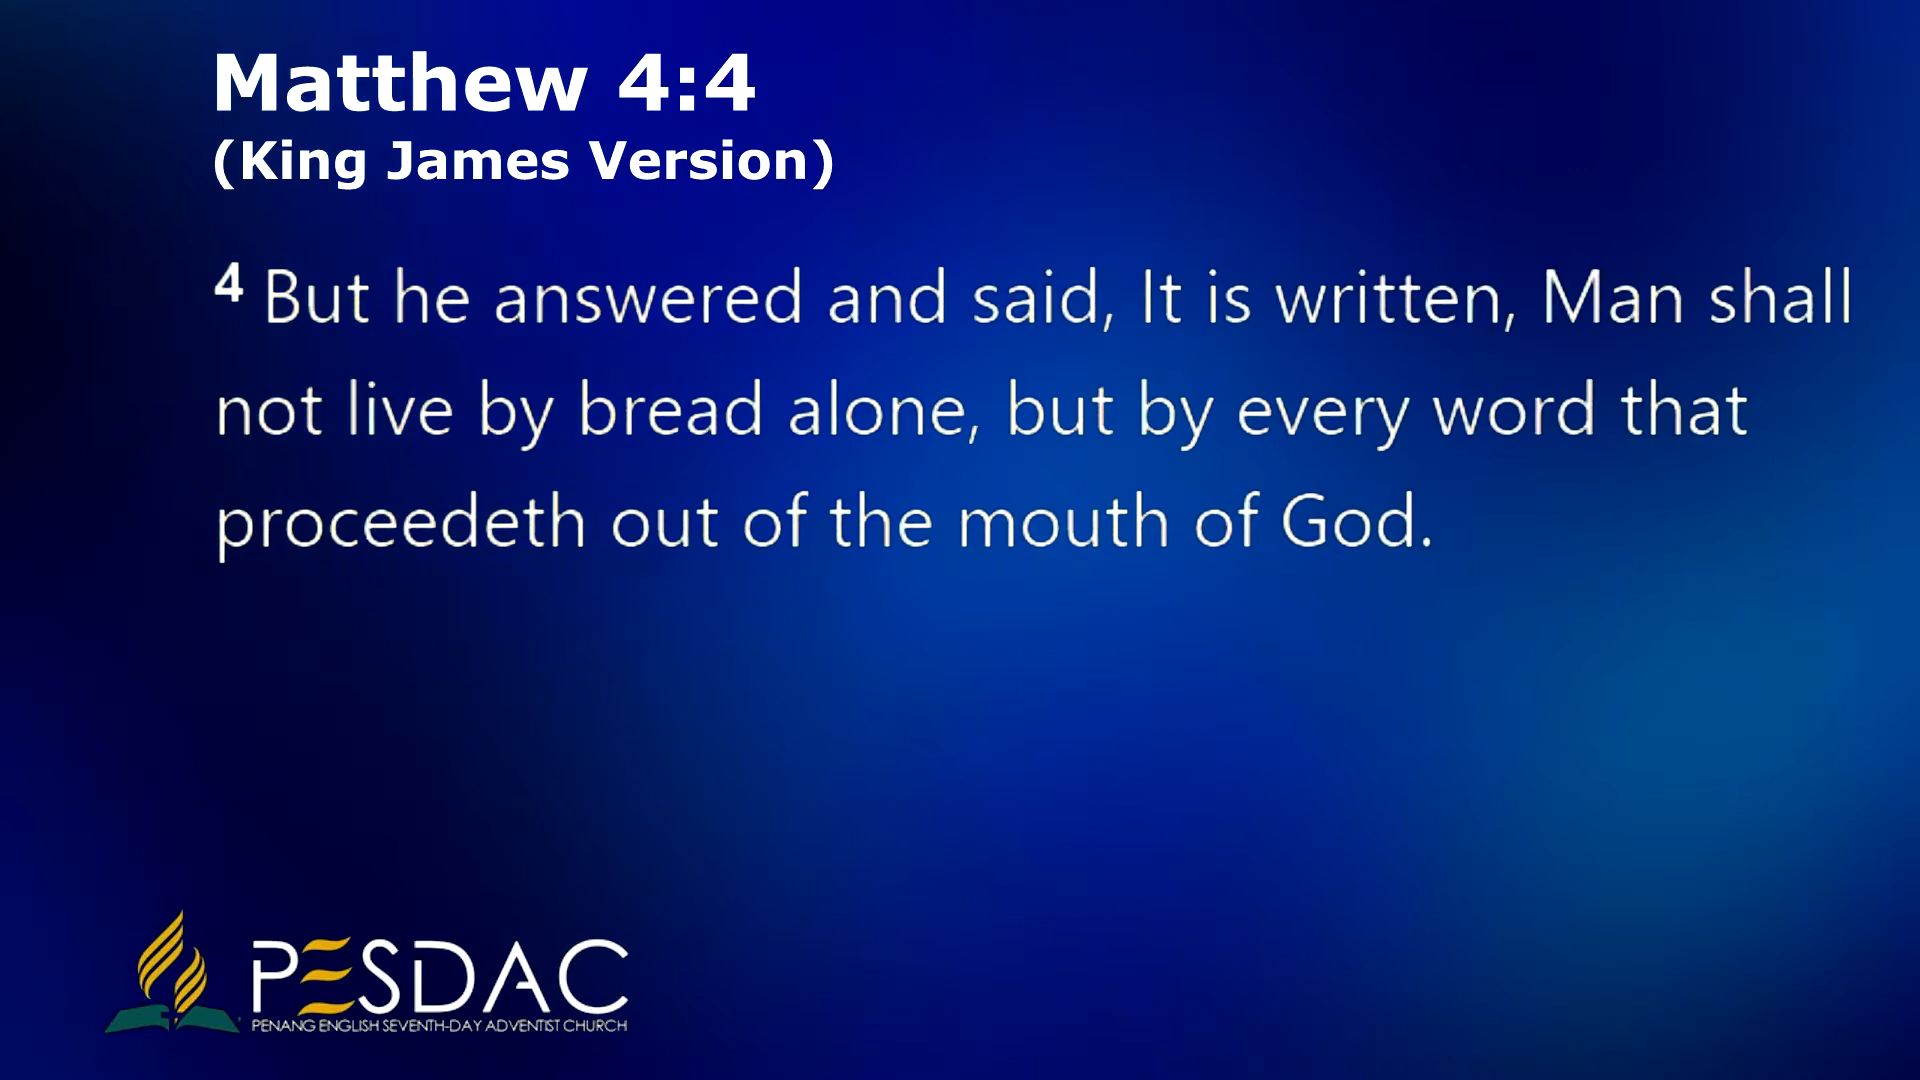 Matthew 4:4
(King James Version)
4 But he answered and said, It is written, Man shall
not live by bread alone, but by every word that
proceedeth out of the mouth of God.
PESDAC
PENANG ENGLISH SEVENTH-DAY ADVENTIST CHURCH